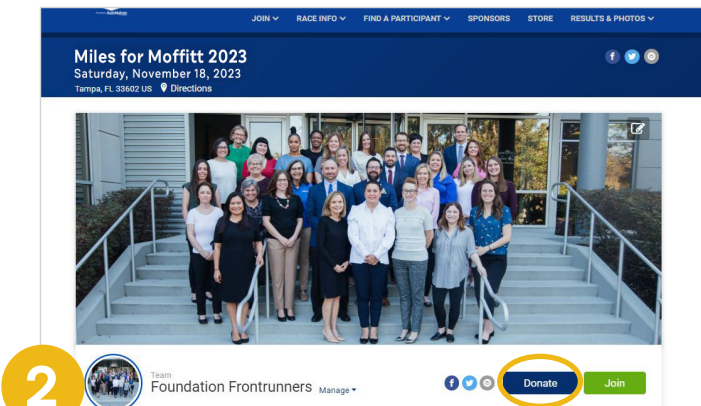 AutoNation
JOIN RACE INFO FIND A PARTICIPANT SPONSORS STORE RESULTS & PHOTOS
Miles for Moffitt 2023
Saturday, November 18, 2023
Tampa, FL 33602 US Directions
2
Team
Foundation Frontrunners Manage
Donate Join